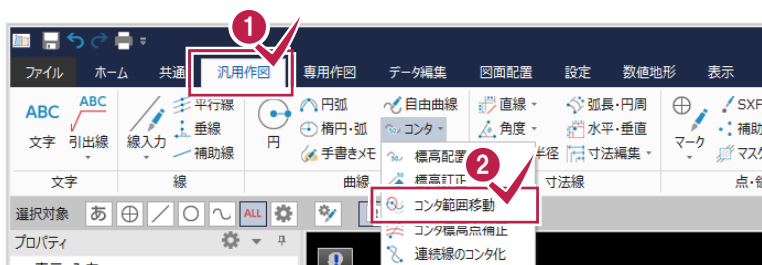 1
ファイル ホーム 共通 汎用作図 専用作図 データ編集 図面配置 設定 数値地形 表示
ABC ABC 平行線 円弧 自由曲線 直線 弧長・円周 SXF
垂線 楕円・弧 コンタ 角度 水平・垂直 補助
文字 引出線 線入力 補助線 円 手書きメモ 標高配置 半径 寸法編集 マーク マスク
文字 線 曲線 標高訂正 寸法線 点・
2
選択対象 あ ALL コンタ範囲移動
コンタ標高点補正
プロパティ 連続線のコンタ化